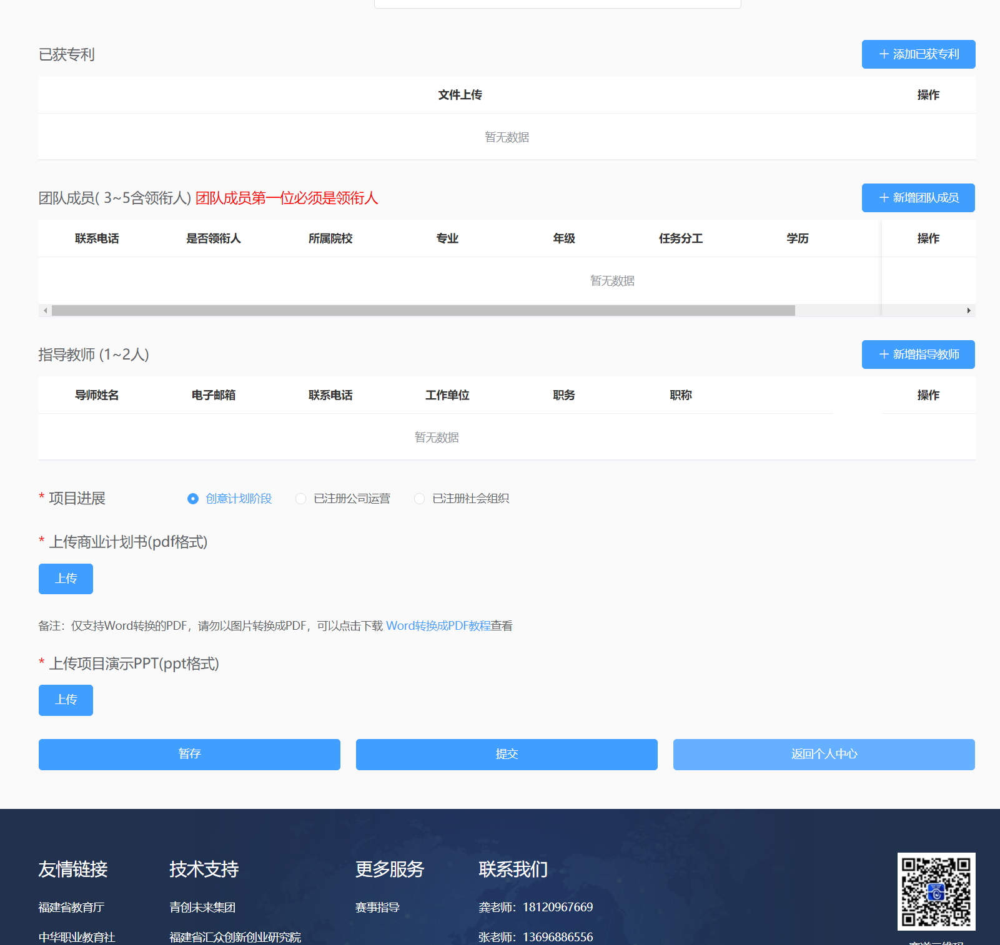 已获专利
添加已获专利
文件上传 操作
暂无数据
团队成员( 3~5含领衔人) 团队成员第一位必须是领衔人
新增团队成员
联系电话 是否领衔人 所属院校 专业 年级 任务分工 学历 操作
暂无数据
指导教师 (1~2人)
新增指导教师
导师姓名 电子邮箱 联系电话 工作单位 职务 职称 操作
暂无数据
* 项目进展 创意计划阶段 已注册公司运营 已注册社会组织
* 上传商业计划书(pdf格式)
上传
备注：仅支持Word转换的PDF，请勿以图片转换成PDF，可以点击下载 Word转换成PDF教程查看
* 上传项目演示PPT(ppt格式)
上传
暂存 提交 返回个人中心
友情链接 技术支持 更多服务 联系我们
福建省教育厅 青创未来集团 赛事指导 龚老师：18120967669
中华职业教育社 福建省汇众创新创业研究院 张老师：13696886556